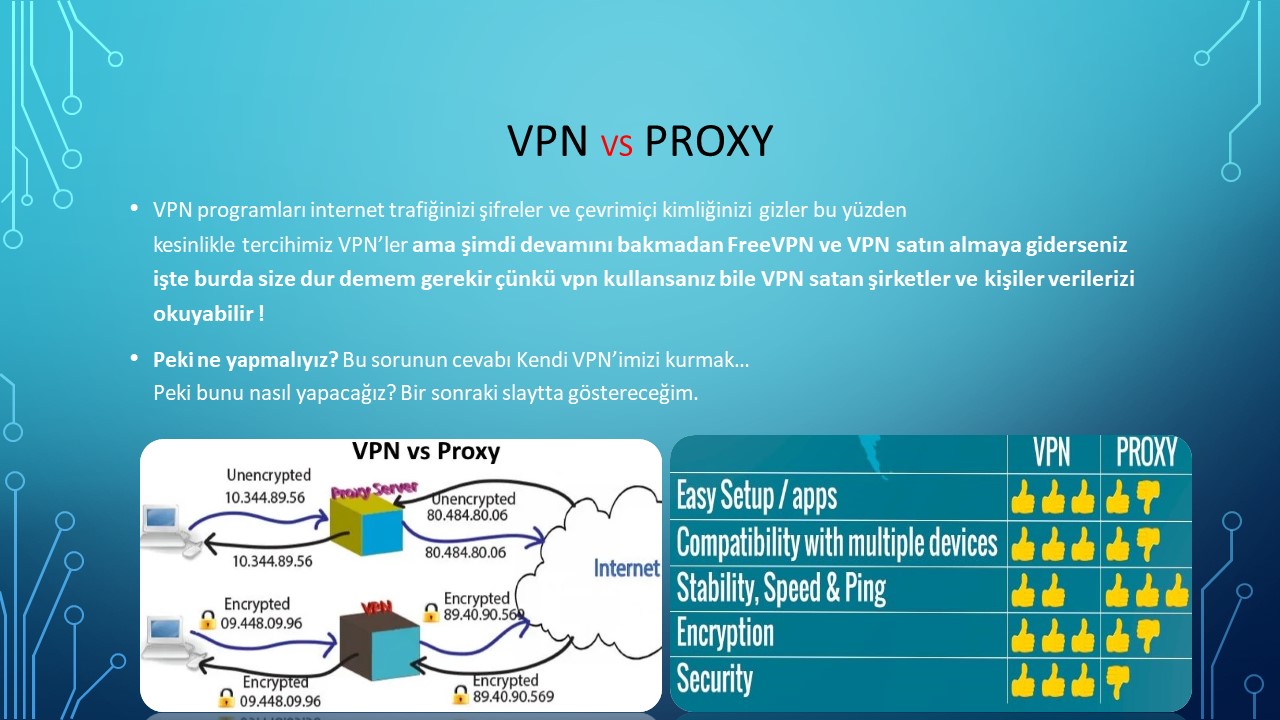 VPN VS PROXY
• VPN programları internet trafiğinizi şifreler ve çevrimiçi kimliğinizi gizler bu yüzden
kesinlikle tercihimiz VPN’ler ama şimdi devamını bakmadan FreeVPN ve VPN satın almaya giderseniz
işte burda size dur demem gerekir çünkü vpn kullansanız bile VPN satan şirketler ve kişiler verilerizi
okuyabilir !
• Peki ne yapmalıyız? Bu sorunun cevabı Kendi VPN’imizi kurmak…
Peki bunu nasıl yapacağız? Bir sonraki slaytta göstereceğim.
VPN vs Proxy
Unencrypted
10.344.89.56
Proxy Server
Unencrypted
80.484.80.06
10.344.89.56
80.484.80.06
Internet
Encrypted
09.448.09.96
VPN
Encrypted
89.40.90.569
Encrypted
09.448.09.96
Encrypted
89.40.90.569
VPN PROXY
Easy Setup / apps
Compatibility with multiple devices
Stability, Speed & Ping
Encryption
Security